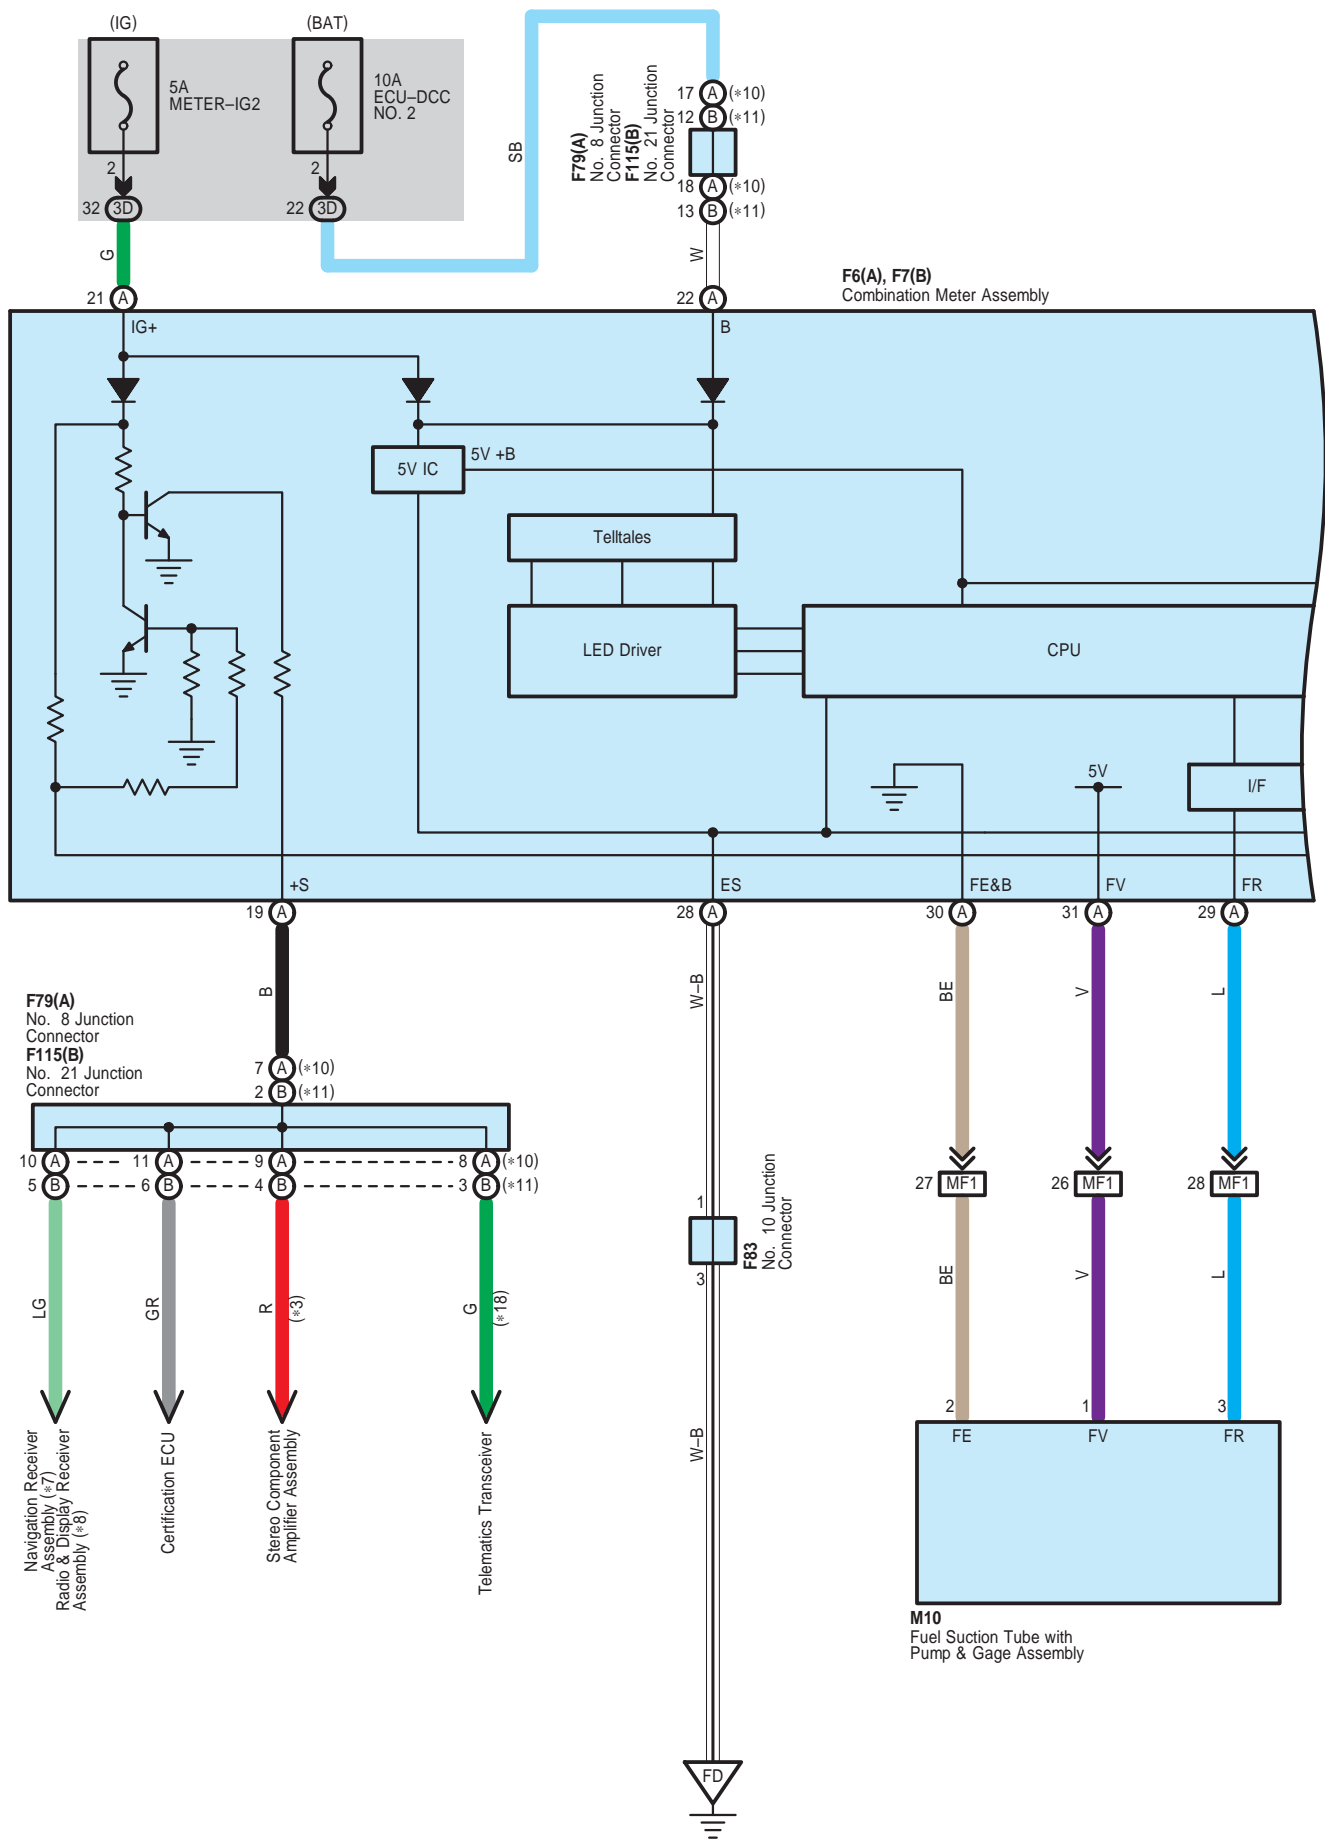 (IG)
(BAT)
5A
METER–IG2
10A
ECU–DCC
NO. 2
2
2
32 3D
22 3D
G
SB
F79(A)
No. 8 Junction
Connector
F115(B)
No. 21 Junction
Connector
17 A (*10)
12 B (*11)
18 A (*10)
13 B (*11)
W
F6(A), F7(B)
Combination Meter Assembly
21 A
22 A
IG+
B
5V IC
5V +B
Telltales
LED Driver
CPU
5V
I/F
+S
ES
FE&B
FV
FR
19 A
28 A
30 A
31 A
29 A
B
W–B
BE
V
L
F79(A)
No. 8 Junction
Connector
F115(B)
No. 21 Junction
Connector
7 A (*10)
2 B (*11)
10 A 11 A 9 A 8 A (*10)
5 B 6 B 4 B 3 B (*11)
1
3
F83
No. 10 Junction
Connector
27 MF1
26 MF1
28 MF1
LG
GR
R
(*3)
G
(*18)
BE
V
L
Navigation Receiver
Assembly (*7)
Radio & Display Receiver
Assembly (*8)
Certification ECU
Stereo Component
Amplifier Assembly
Telematics Transceiver
W–B
2
1
3
FE
FV
FR
M10
Fuel Suction Tube with
Pump & Gage Assembly
FD